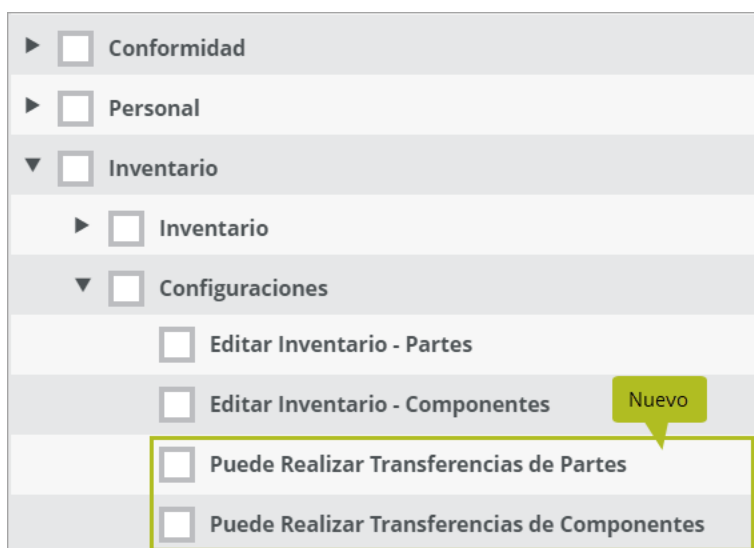 Conformidad
Personal
Inventario
Inventario
Configuraciones
Editar Inventario - Partes
Editar Inventario - Componentes
Nuevo
Puede Realizar Transferencias de Partes
Puede Realizar Transferencias de Componentes